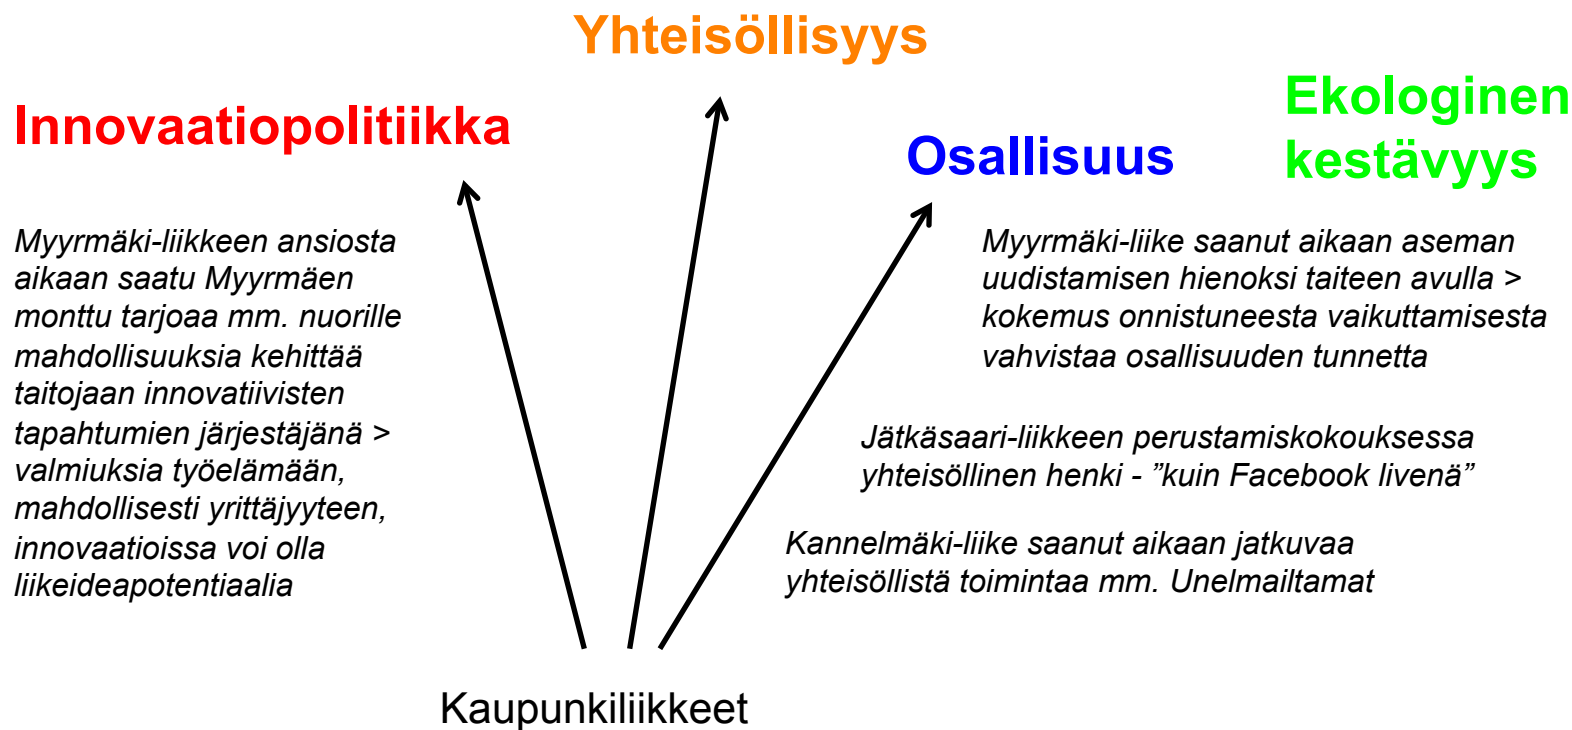 Yhteisöllisyys
Innovaatiopolitiikka
Osallisuus
Ekologinen
kestävyys
Myyrmäki-liikkeen ansiosta
aikaan saatu Myyrmäen
monttu tarjoaa mm. nuorille
mahdollisuuksia kehittää
taitojaan innovatiivisten
tapahtumien järjestäjänä >
valmiuksia työelämään,
mahdollisesti yrittäjyyteen,
innovaatioissa voi olla
liikeideapotentiaalia
Myyrmäki-liike saanut aikaan aseman
uudistamisen hienoksi taiteen avulla >
kokemus onnistuneesta vaikuttamisesta
vahvistaa osallisuuden tunnetta
Jätkäsaari-liikkeen perustamiskokouksessa
yhteisöllinen henki - ”kuin Facebook livenä”
Kannelmäki-liike saanut aikaan jatkuvaa
yhteisöllistä toimintaa mm. Unelmailtamat
Kaupunkiliikkeet